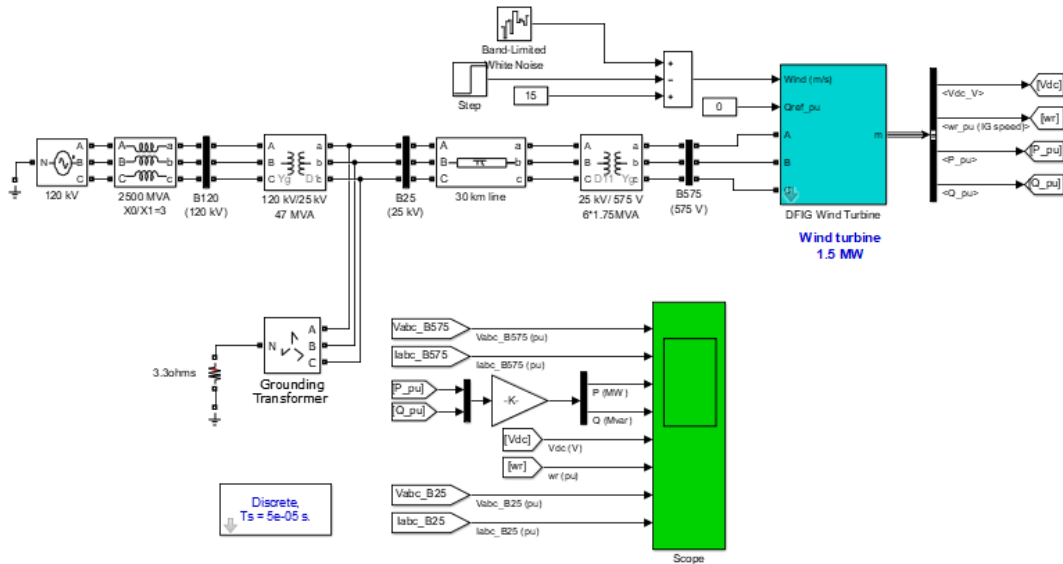 Band-Limited
White Noise
Step
15
+
−
+
0
Wind (m/s)
Qref_pu
A
B
m
DFIG Wind Turbine
Wind turbine
1.5 MW
<Vdc_V>
[Vdc]
<wr_pu (IG speed)>
[wr]
[P_pu]
<P_pu>
[Q_pu]
<Q_pu>
N
A
B
C
120 kV
A
B
C
a
b
c
2500 MVA
X0/X1=3
B120
(120 kV)
A
B
C
Yg
a
b
c
120 kV/25 kV
47 MVA
B25
(25 kV)
A
B
C
a
b
c
30 km line
A
B
C
D11
Yg
a
b
c
25 kV/ 575 V
6*1.75MVA
B575
(575 V)
N
A
B
C
Grounding
Transformer
3.3ohms
Discrete,
Ts = 5e-05 s.
Vabc_B575
Vabc_B575 (pu)
Iabc_B575
Iabc_B575 (pu)
[P_pu]
[Q_pu]
-K-
P (MW)
Q (Mvar)
[Vdc]
Vdc (V)
[wr]
wr (pu)
Vabc_B25
Vabc_B25 (pu)
Iabc_B25
Iabc_B25 (pu)
Scope